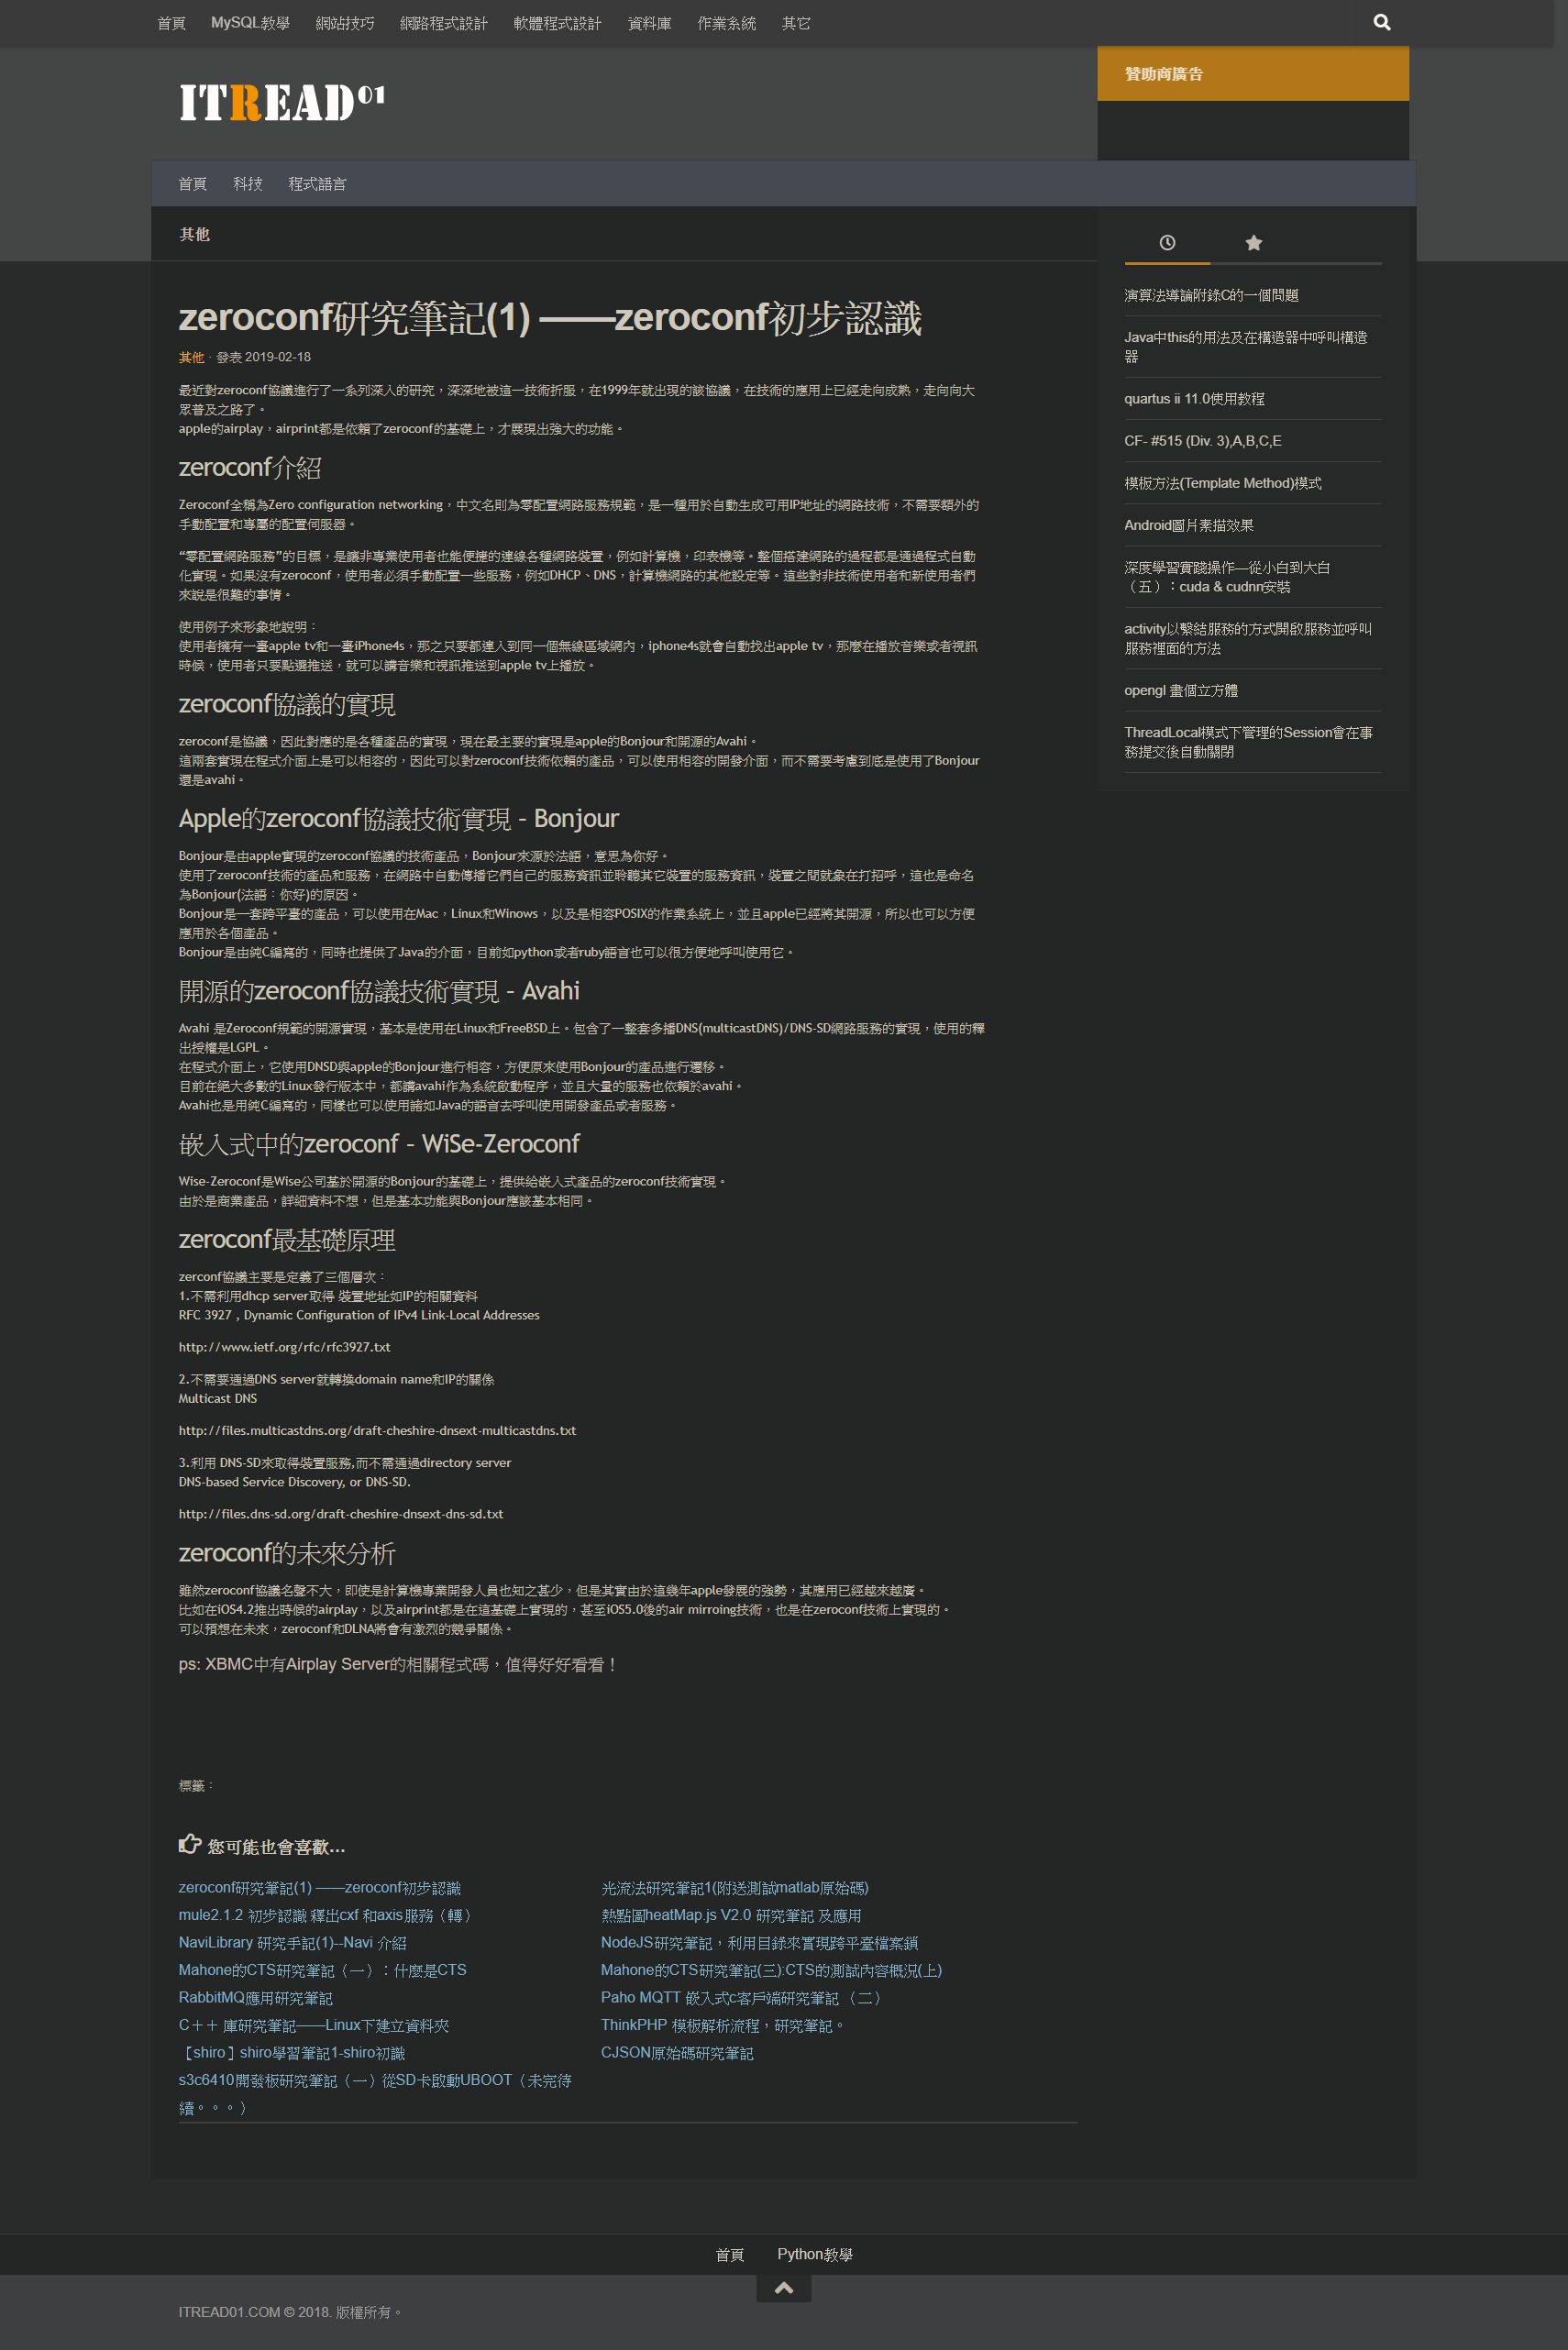 首頁 MySQL教學 網站技巧 網路程式設計 軟體程式設計 資料庫 作業系統 其它
ITREAD01
贊助商廣告
首頁 科技 程式語言
其他
zeroconf研究筆記(1) ——zeroconf初步認識
其他 · 發表 2019-02-18
最近對zeroconf協議進行了一系列深入的研究，深深地被這一技術折服，在1999年就出現的該協議，在技術的應用上已經走向成熟，走向向大
眾普及之路了。
apple的airplay，airprint都是依賴了zeroconf的基礎上，才展現出強大的功能。
zeroconf介紹
Zeroconf全稱為Zero configuration networking，中文名則為零配置網路服務規範，是一種用於自動生成可用IP地址的網路技術，不需要額外的
手動配置和專屬的配置伺服器。
“零配置網路服務”的目標，是讓非專業使用者也能便捷的連線各種網路裝置，例如計算機，印表機等。整個搭建網路的過程都是通過程式自動
化實現。如果沒有zeroconf，使用者必須手動配置一些服務，例如DHCP、DNS，計算機網路的其他設定等。這些對非技術使用者和新使用者們
來說是很難的事情。
使用例子來形象地說明：
使用者擁有一臺apple tv和一臺iPhone4s，那之只要都連入到同一個無線區域網內，iphone4s就會自動找出apple tv，那麼在播放音樂或者視訊
時候，使用者只要點選推送，就可以講音樂和視訊推送到apple tv上播放。
zeroconf協議的實現
zeroconf是協議，因此對應的是各種產品的實現，現在最主要的實現是apple的Bonjour和開源的Avahi。
這兩套實現在程式介面上是可以相容的，因此可以對zeroconf技術依賴的產品，可以使用相容的開發介面，而不需要考慮到底是使用了Bonjour
還是avahi。
Apple的zeroconf協議技術實現 – Bonjour
Bonjour是由apple實現的zeroconf協議的技術產品，Bonjour來源於法語，意思為你好。
使用了zeroconf技術的產品和服務，在網路中自動傳播它們自己的服務資訊並聆聽其它裝置的服務資訊，裝置之間就象在打招呼，這也是命名
為Bonjour(法語：你好)的原因。
Bonjour是一套跨平臺的產品，可以使用在Mac，Linux和Winows，以及是相容POSIX的作業系統上，並且apple已經將其開源，所以也可以方便
應用於各個產品。
Bonjour是由純C編寫的，同時也提供了Java的介面，目前如python或者ruby語言也可以很方便地呼叫使用它。
開源的zeroconf協議技術實現 – Avahi
Avahi 是Zeroconf規範的開源實現，基本是使用在Linux和FreeBSD上。包含了一整套多播DNS(multicastDNS)/DNS-SD網路服務的實現，使用的釋
出授權是LGPL。
在程式介面上，它使用DNSD與apple的Bonjour進行相容，方便原來使用Bonjour的產品進行遷移。
目前在絕大多數的Linux發行版本中，都講avahi作為系統啟動程序，並且大量的服務也依賴於avahi。
Avahi也是用純C編寫的，同樣也可以使用諸如Java的語言去呼叫使用開發產品或者服務。
嵌入式中的zeroconf – WiSe-Zeroconf
Wise-Zeroconf是Wise公司基於開源的Bonjour的基礎上，提供給嵌入式產品的zeroconf技術實現。
由於是商業產品，詳細資料不想，但是基本功能與Bonjour應該基本相同。
zeroconf最基礎原理
zerconf協議主要是定義了三個層次：
1.不需利用dhcp server取得 裝置地址如IP的相關資料
RFC 3927 , Dynamic Configuration of IPv4 Link-Local Addresses
http://www.ietf.org/rfc/rfc3927.txt
2.不需要通過DNS server就轉換domain name和IP的關係
Multicast DNS
http://files.multicastdns.org/draft-cheshire-dnsext-multicastdns.txt
3.利用 DNS-SD來取得裝置服務,而不需通過directory server
DNS-based Service Discovery, or DNS-SD.
http://files.dns-sd.org/draft-cheshire-dnsext-dns-sd.txt
zeroconf的未來分析
雖然zeroconf協議名聲不大，即使是計算機專業開發人員也知之甚少，但是其實由於這幾年apple發展的強勢，其應用已經越來越廣。
比如在iOS4.2推出時候的airplay，以及airprint都是在這基礎上實現的，甚至iOS5.0後的air mirroing技術，也是在zeroconf技術上實現的。
可以預想在未來，zeroconf和DLNA將會有激烈的競爭關係。
ps: XBMC中有Airplay Server的相關程式碼，值得好好看看！
標籤：
您可能也會喜歡…
zeroconf研究筆記(1) ——zeroconf初步認識
mule2.1.2 初步認識 釋出cxf 和axis服務（轉）
NaviLibrary 研究手記(1)--Navi 介紹
Mahone的CTS研究筆記（一）：什麼是CTS
RabbitMQ應用研究筆記
C＋＋ 庫研究筆記——Linux下建立資料夾
【shiro】shiro學習筆記1-shiro初識
s3c6410開發板研究筆記（一）從SD卡啟動UBOOT（未完待
續。。。）
光流法研究筆記1(附送測試matlab原始碼)
熱點圖heatMap.js V2.0 研究筆記 及應用
NodeJS研究筆記，利用目錄來實現跨平臺檔案鎖
Mahone的CTS研究筆記(三):CTS的測試內容概況(上)
Paho MQTT 嵌入式c客戶端研究筆記 （二）
ThinkPHP 模板解析流程，研究筆記。
CJSON原始碼研究筆記
演算法導論附錄C的一個問題
Java中this的用法及在構造器中呼叫構造
器
quartus ii 11.0使用教程
CF- #515 (Div. 3),A,B,C,E
模板方法(Template Method)模式
Android圖片素描效果
深度學習實踐操作—從小白到大白
（五）：cuda & cudnn安裝
activity以繫結服務的方式開啟服務並呼叫
服務裡面的方法
opengl 畫個立方體
ThreadLocal模式下管理的Session會在事
務提交後自動關閉
首頁 Python教學
ITREAD01.COM © 2018. 版權所有。